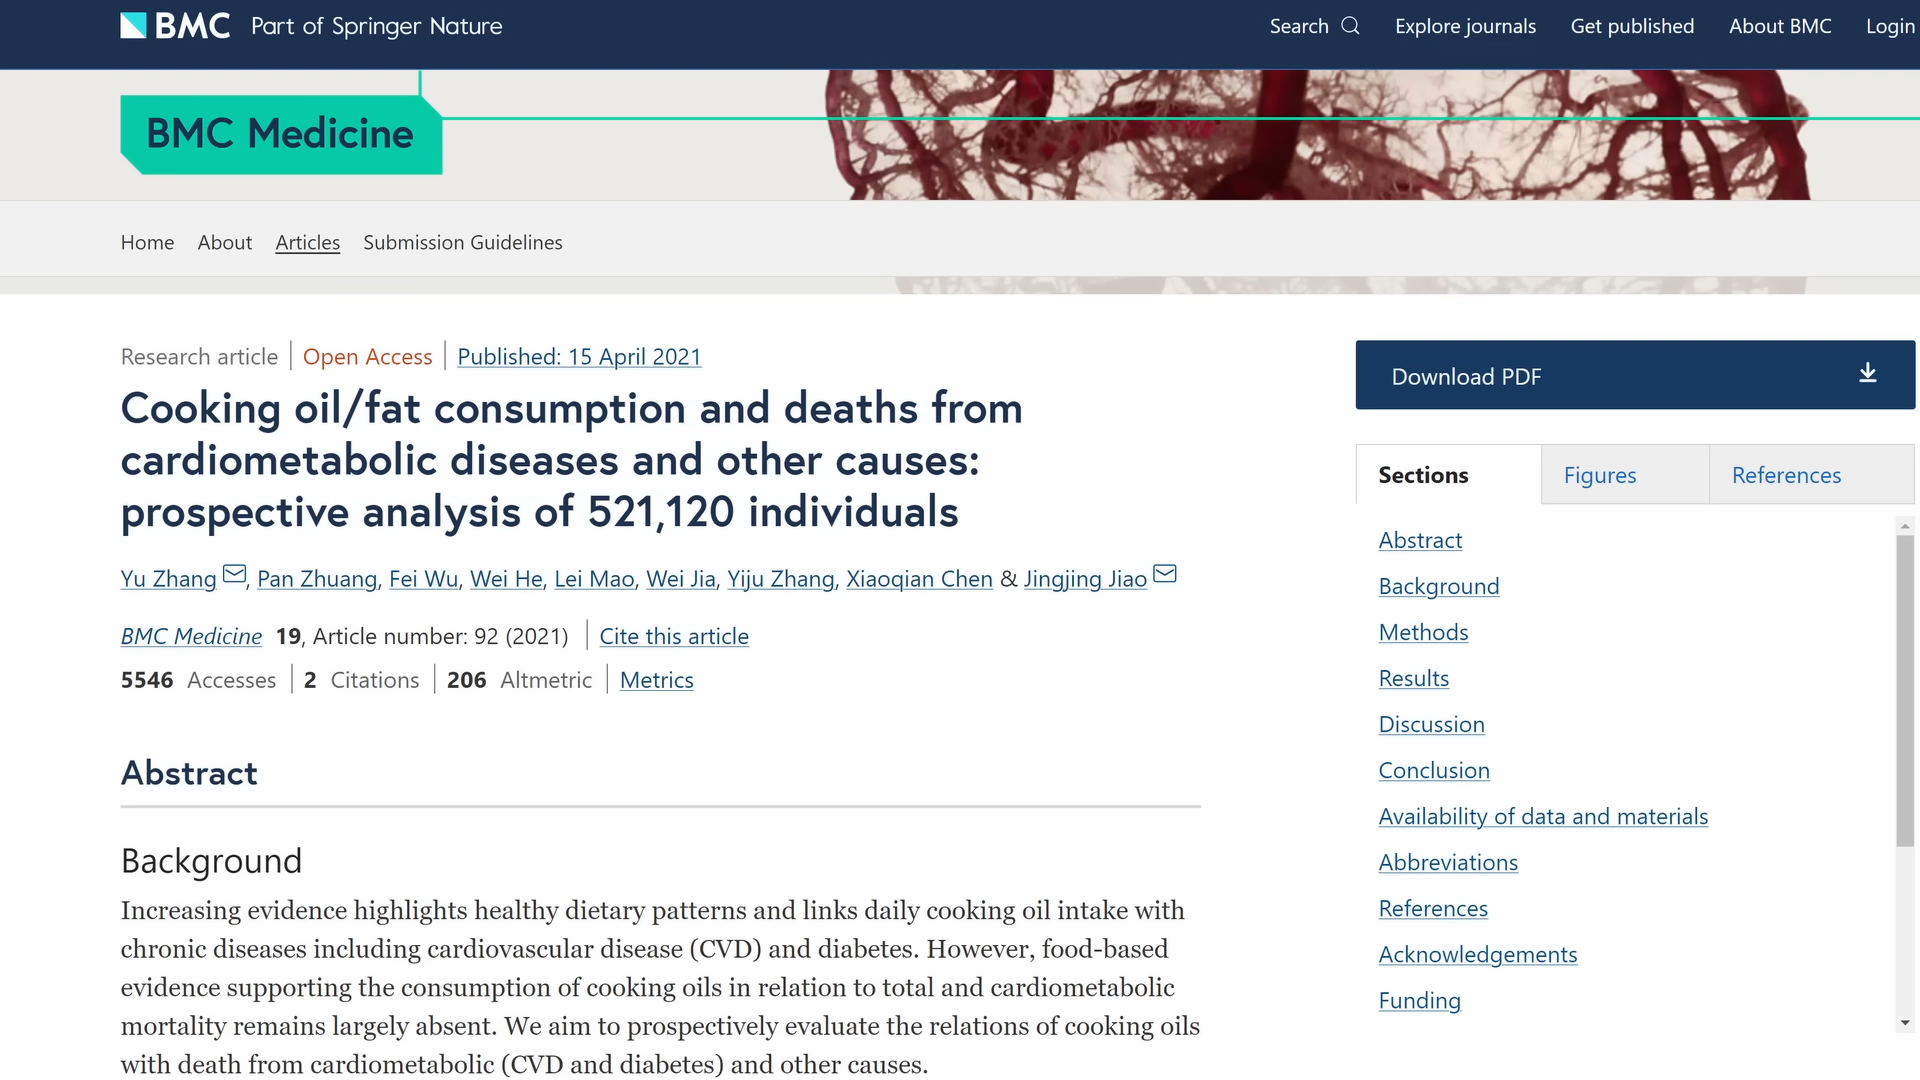 BMC Part of Springer Nature
Search Explore journals Get published About BMC Login
BMC Medicine
Home About Articles Submission Guidelines
Research article Open Access Published: 15 April 2021
Cooking oil/fat consumption and deaths from
cardiometabolic diseases and other causes:
prospective analysis of 521,120 individuals
Yu Zhang, Pan Zhuang, Fei Wu, Wei He, Lei Mao, Wei Jia, Yiju Zhang, Xiaoqian Chen & Jingjing Jiao
BMC Medicine 19, Article number: 92 (2021) Cite this article
5546 Accesses 2 Citations 206 Altmetric Metrics
Abstract
Background
Increasing evidence highlights healthy dietary patterns and links daily cooking oil intake with
chronic diseases including cardiovascular disease (CVD) and diabetes. However, food-based
evidence supporting the consumption of cooking oils in relation to total and cardiometabolic
mortality remains largely absent. We aim to prospectively evaluate the relations of cooking oils
with death from cardiometabolic (CVD and diabetes) and other causes.
Download PDF
Sections Figures References
Abstract
Background
Methods
Results
Discussion
Conclusion
Availability of data and materials
Abbreviations
References
Acknowledgements
Funding